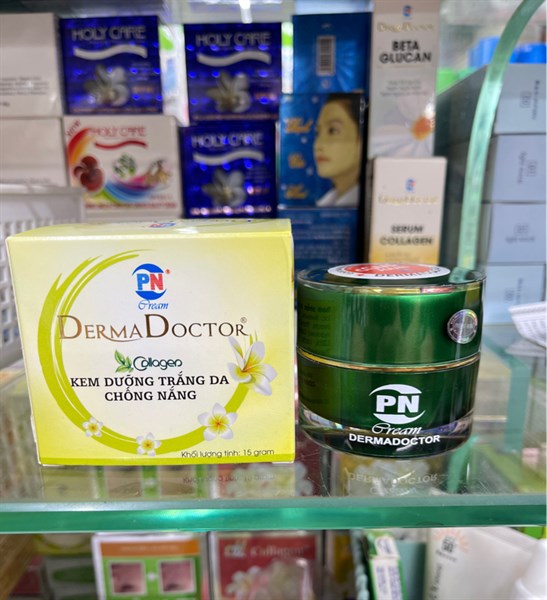 HOLY CARE
HOLY CARE
HOLY CARE
HOLY CARE
BETA
GLUCAN
SERUM
COLLAGEN
PN®
Cream
DERMADOCTOR®
Collagen
KEM DƯỠNG TRẮNG DA
CHỐNG NẮNG
Khối lượng tịnh: 15 gram
PN
Cream
DERMADOCTOR
Collagen